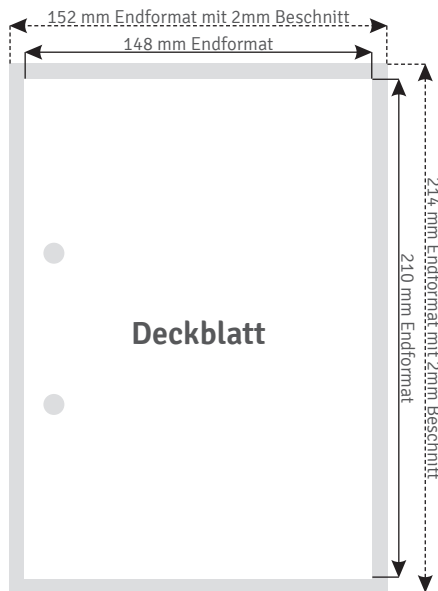 152 mm Endformat mit 2mm Beschnitt
148 mm Endformat
214 mm Endformat mit 2mm Beschnitt
210 mm Endformat
Deckblatt